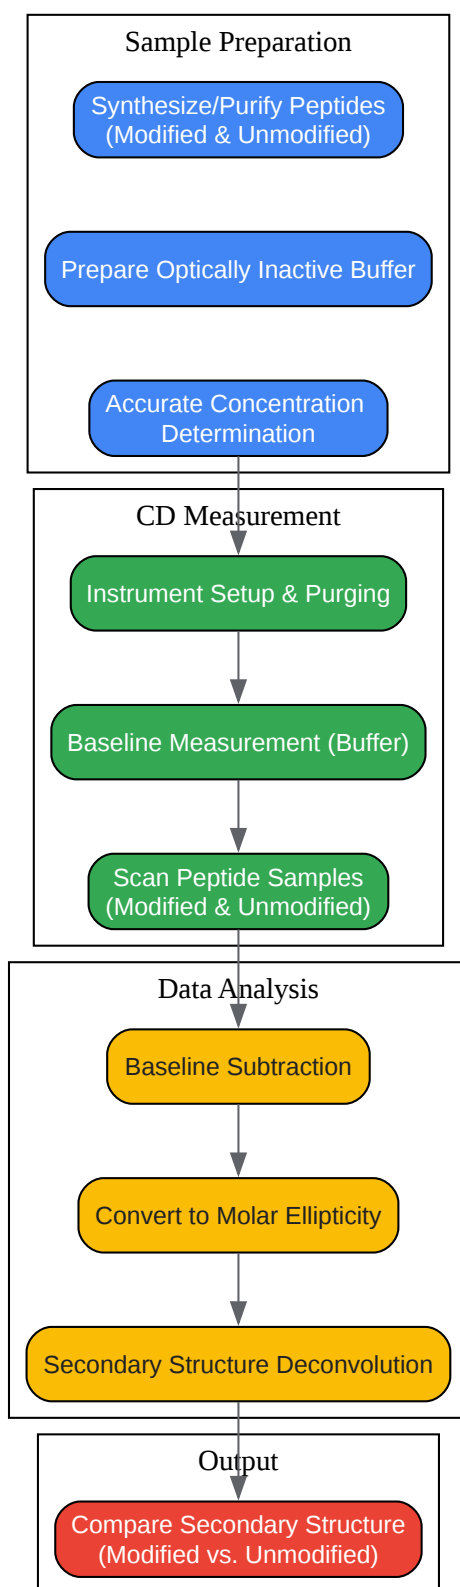 Sample Preparation
Synthesize/Purify Peptides
(Modified & Unmodified)
Prepare Optically Inactive Buffer
Accurate Concentration
Determination
CD Measurement
Instrument Setup & Purging
Baseline Measurement (Buffer)
Scan Peptide Samples
(Modified & Unmodified)
Data Analysis
Baseline Subtraction
Convert to Molar Ellipticity
Secondary Structure Deconvolution
Output
Compare Secondary Structure
(Modified vs. Unmodified)